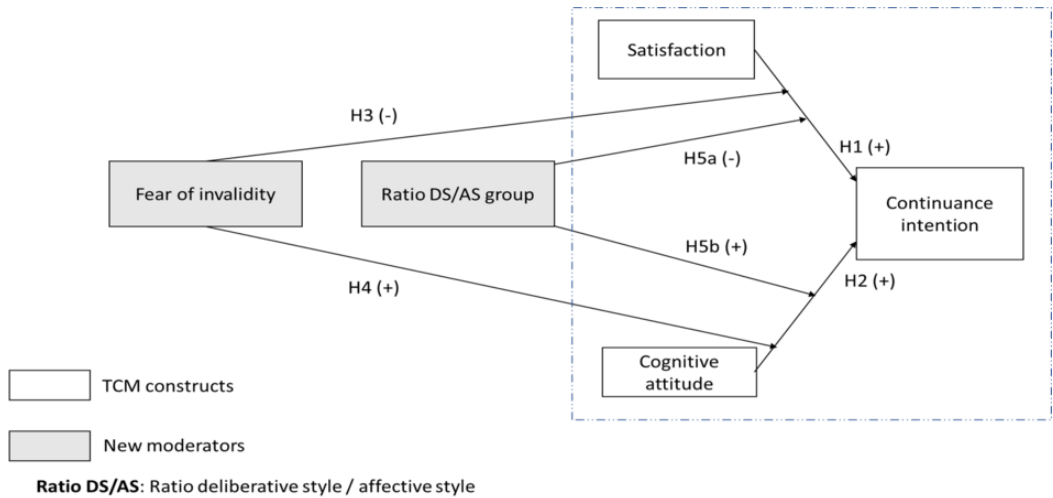 Satisfaction
H3 (-)
H5a (-)
H1 (+)
Fear of invalidity
Ratio DS/AS group
Continuance
intention
H5b (+)
H2 (+)
H4 (+)
Cognitive
attitude
TCM constructs
New moderators
Ratio DS/AS: Ratio deliberative style / affective style